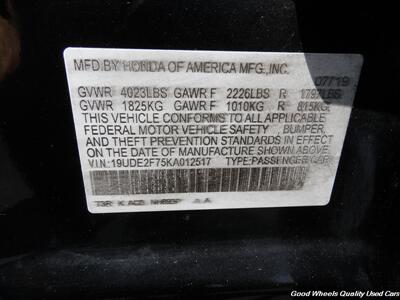 MFD.BY HONDA OF AMERICA MFG.,INC.
07/19
GVWR 4023LBS GAWR F 2226LBS R 1797LBS
GVWR 1825KG GAWR F 1010KG R 815KG
THIS VEHICLE CONFORMS TO ALL APPLICABLE
FEDERAL MOTOR VEHICLE SAFETY, BUMPER,
AND THEFT PREVENTION STANDARDS IN EFFECT
ON THE DATE OF MANUFACTURE SHOWN ABOVE.
V.I.N:19UDE2F75KA012517 TYPE:PASSENGER CAR
Good Wheels Quality Used Cars